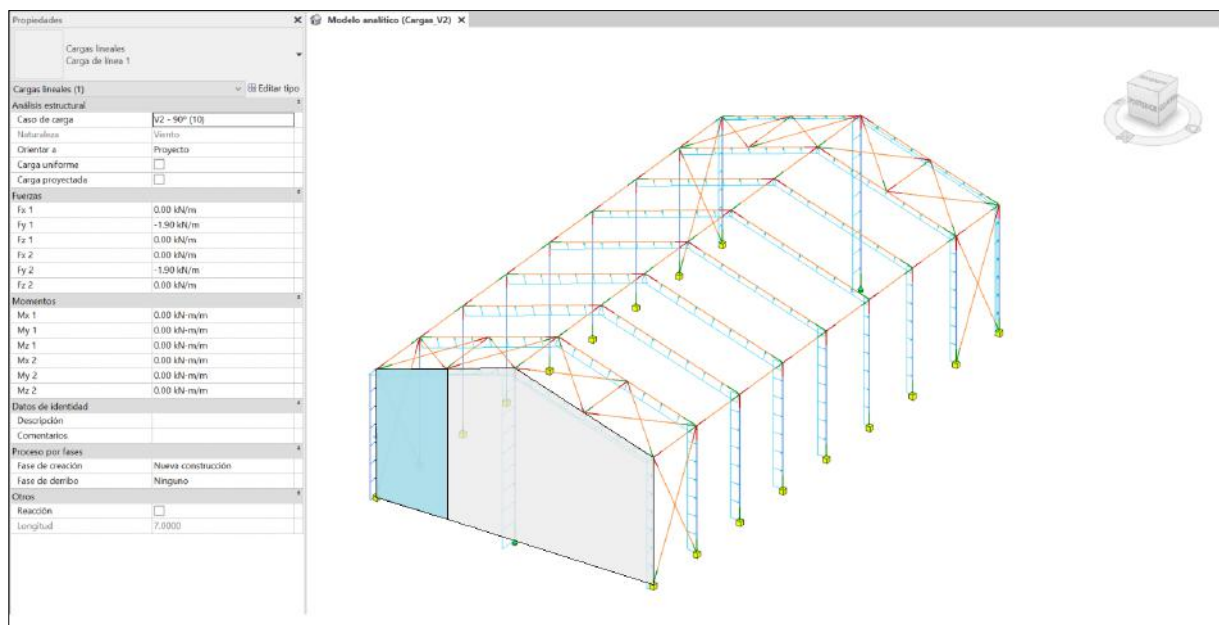 Propiedades
Modelo analítico (Cargas_V2)
Cargas lineales
Carga de línea 1
Cargas lineales (1)
Editar tipo
Análisis estructural
Caso de carga V2 - 90º (10)
Naturaleza Viento
Orientar a Proyecto
Carga uniforme
Carga proyectada
Fuerzas
Fx 1 0.00 kN/m
Fy 1 -1.90 kN/m
Fz 1 0.00 kN/m
Fx 2 0.00 kN/m
Fy 2 -1.90 kN/m
Fz 2 0.00 kN/m
Momentos
Mx 1 0.00 kN-m/m
My 1 0.00 kN-m/m
Mz 1 0.00 kN-m/m
Mx 2 0.00 kN-m/m
My 2 0.00 kN-m/m
Mz 2 0.00 kN-m/m
Datos de identidad
Descripción
Comentarios
Proceso por fases
Fase de creación Nueva construcción
Fase de derribo Ninguno
Otros
Reacción
Longitud 7.0000